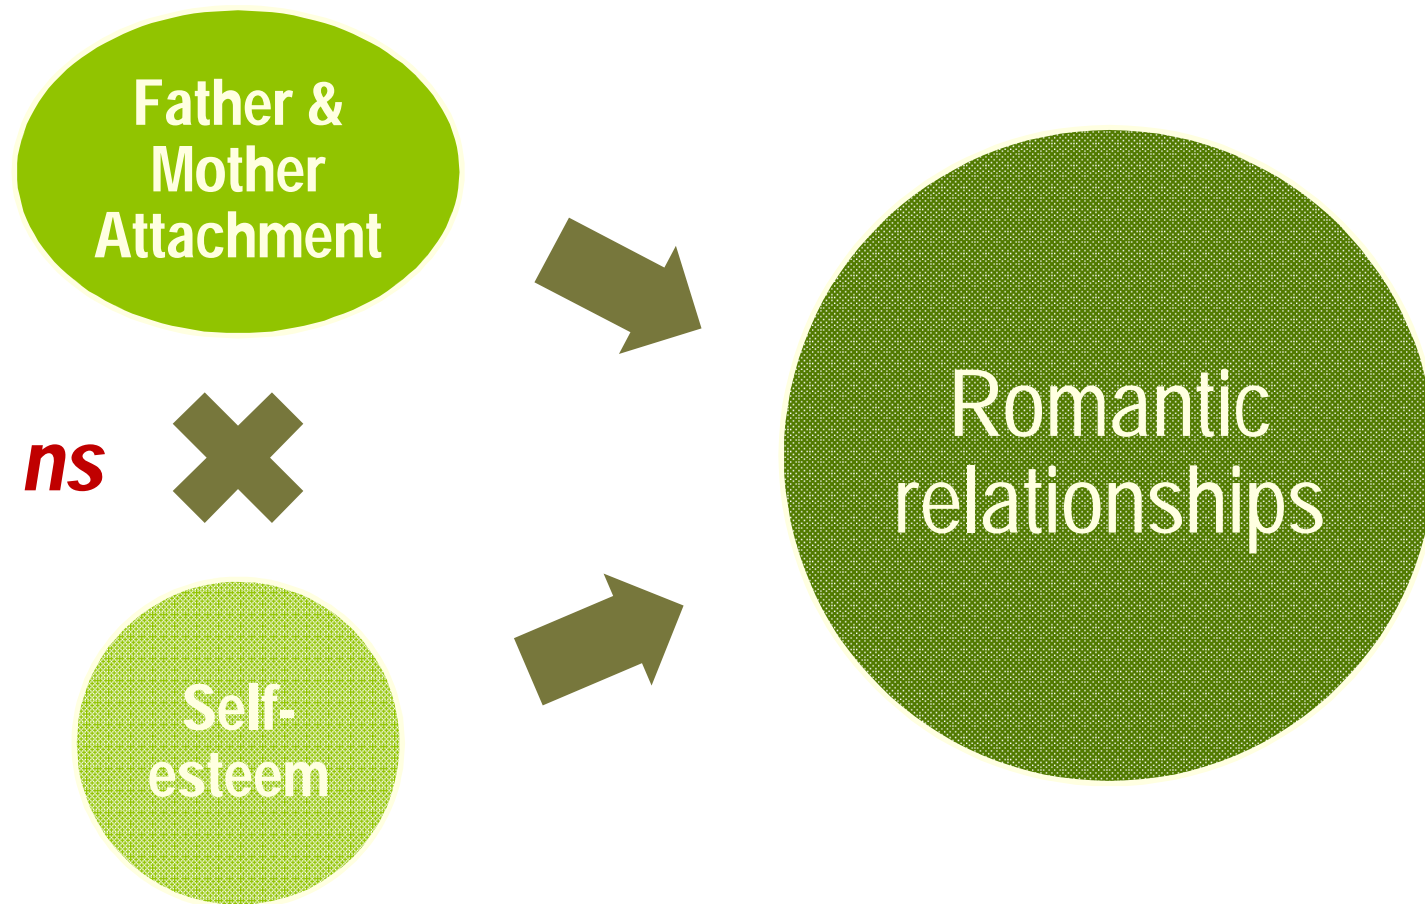 Father &
Mother
Attachment
ns
Self-
esteem
Romantic
relationships